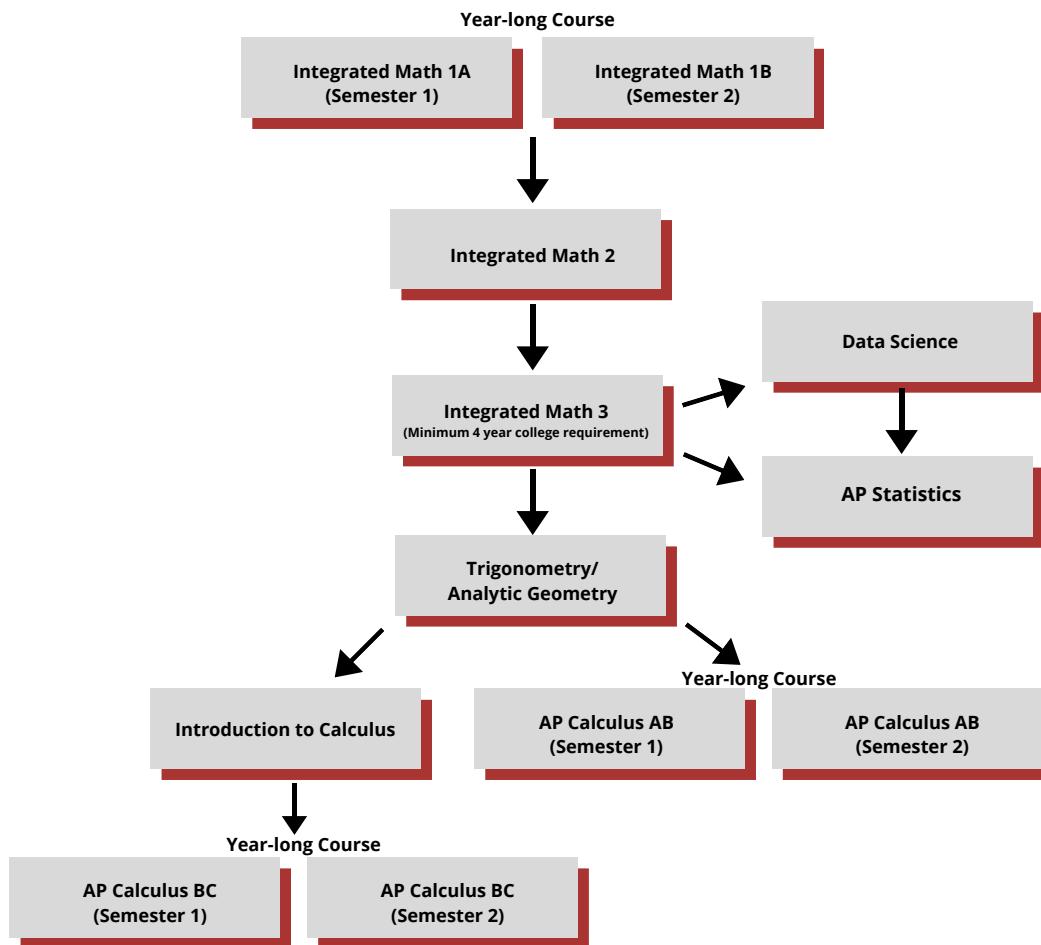 Year-long Course
Integrated Math 1A
(Semester 1)
Integrated Math 1B
(Semester 2)
Integrated Math 2
Data Science
Integrated Math 3
(Minimum 4 year college requirement)
AP Statistics
Trigonometry/
Analytic Geometry
Year-long Course
Introduction to Calculus
AP Calculus AB
(Semester 1)
AP Calculus AB
(Semester 2)
Year-long Course
AP Calculus BC
(Semester 1)
AP Calculus BC
(Semester 2)